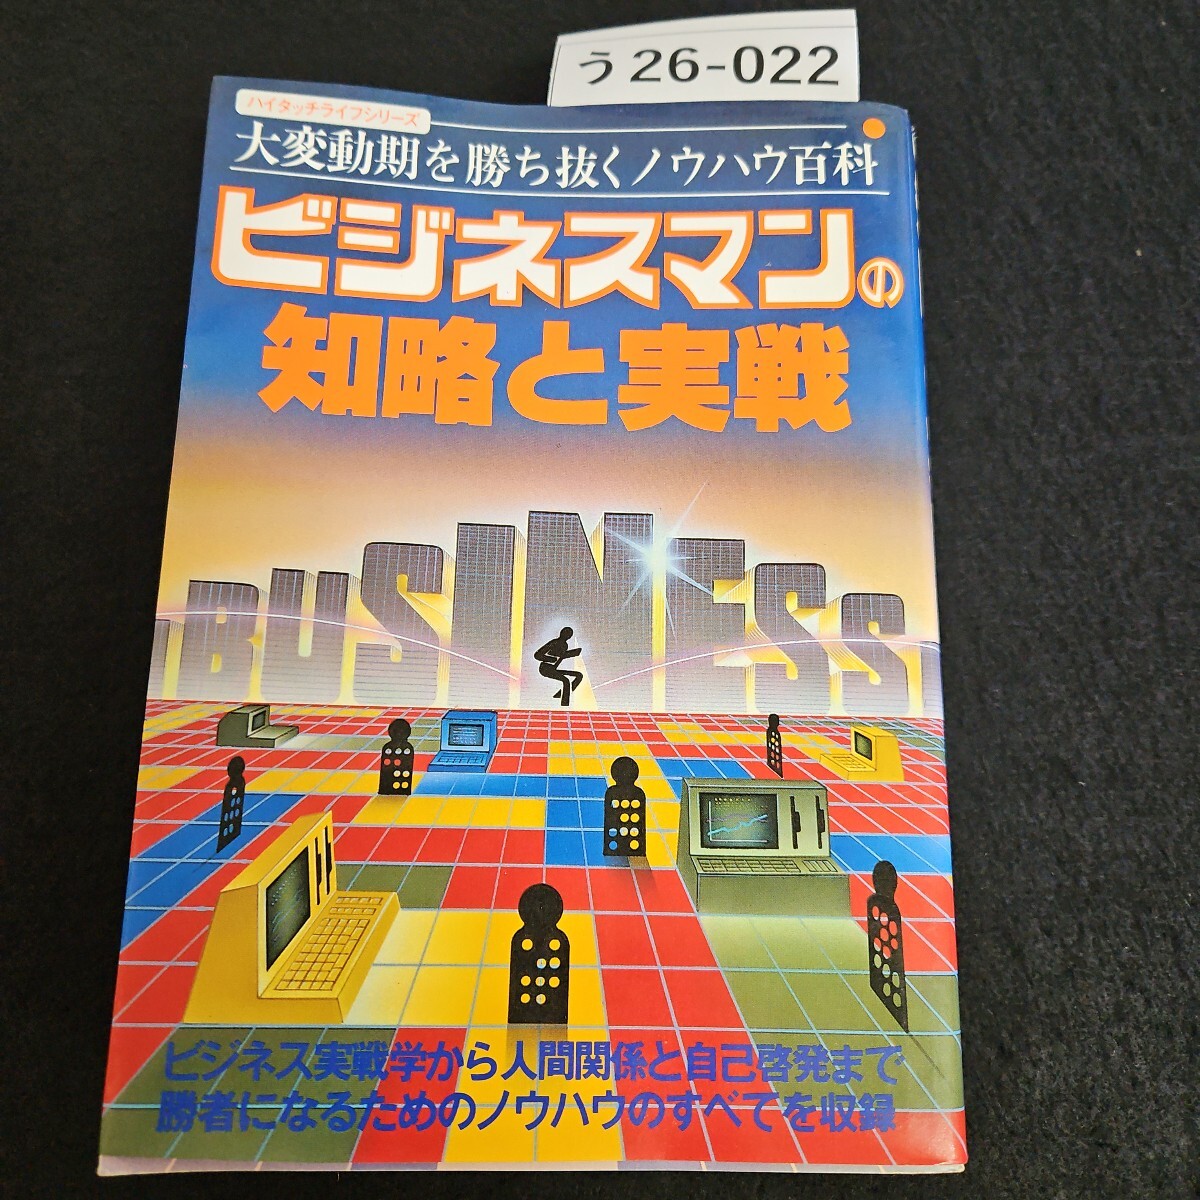 う26-022
ハイタッチライフシリーズ
大変動期を勝ち抜くノウハウ百科
ビジネスマンの
知略と実戦
BUSINESS
ビジネス実戦学から人間関係と自己啓発まで
勝者になるためのノウハウのすべてを収録